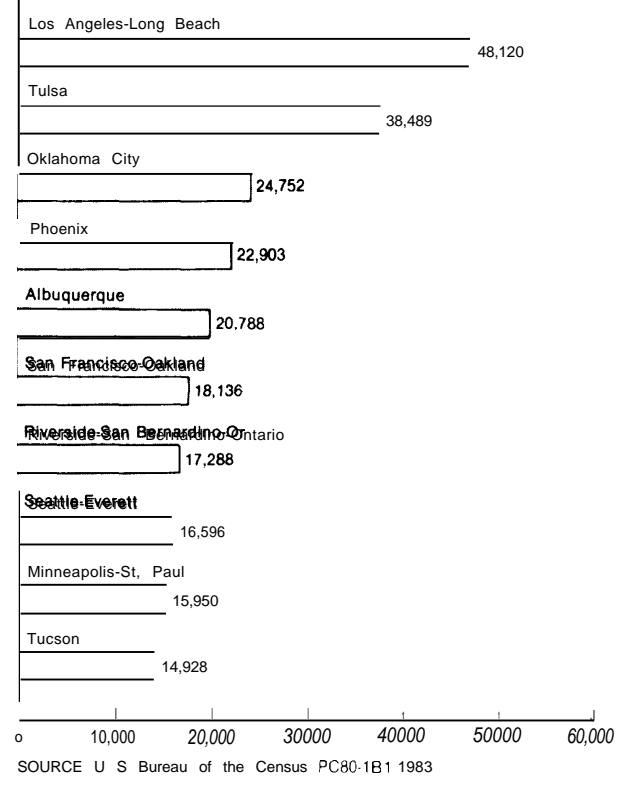 Los Angeles-Long Beach
48,120
Tulsa
38,489
Oklahoma City
24,752
Phoenix
22,903
Albuquerque
20,788
San Francisco-Oakland
18,136
Riverside-San Bernardino-Ontario
17,288
Seattle-Everett
16,596
Minneapolis-St, Paul
15,950
Tucson
14,928
o 10,000 20,000 30000 40000 50000 60,000
SOURCE U S Bureau of the Census PC80-1B1 1983